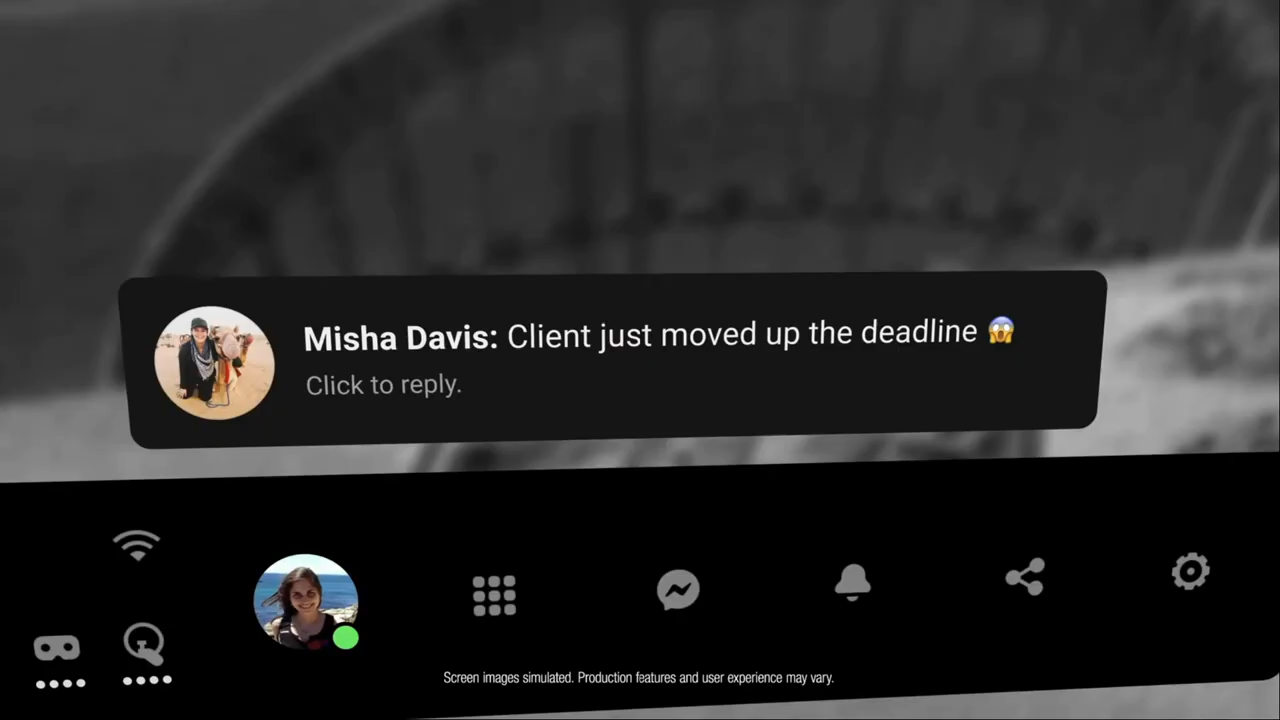 Misha Davis: Client just moved up the deadline 😱
Click to reply.
Screen images simulated. Production features and user experience may vary.